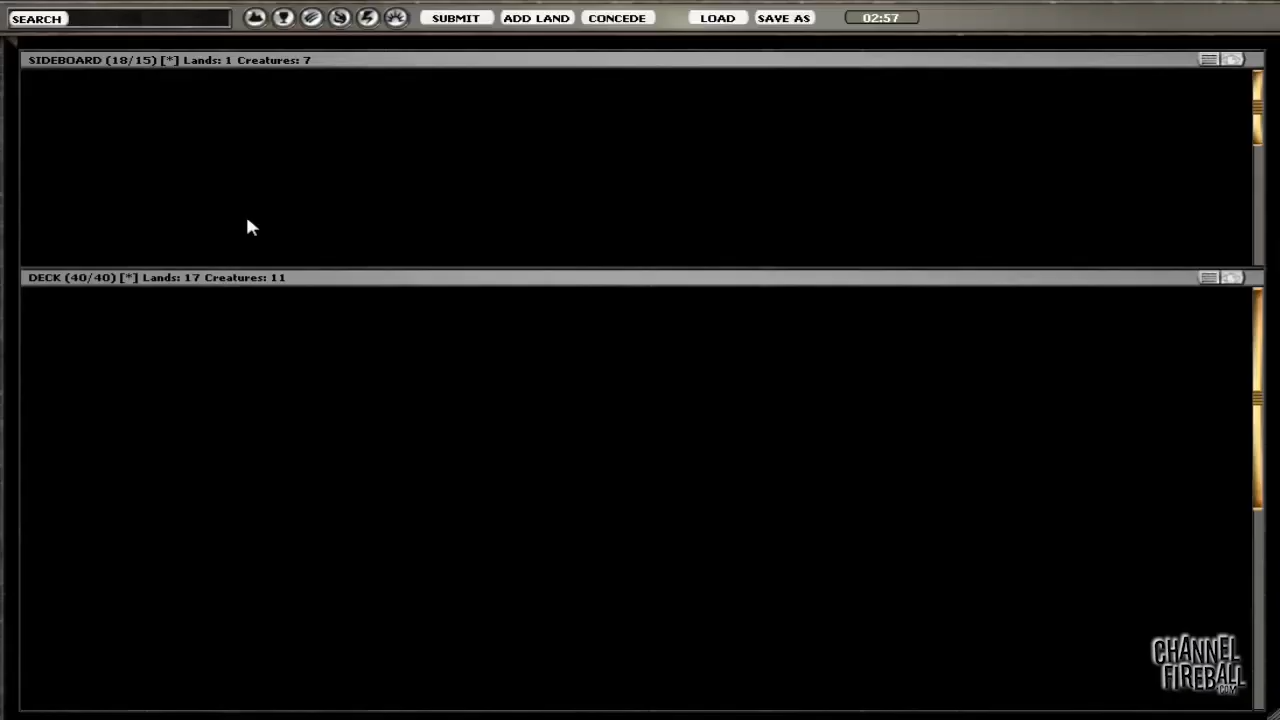 SEARCH
SUBMIT
ADD LAND
CONCEDE
LOAD
SAVE AS
02:57
SIDEBOARD (18/15) [*] Lands: 1 Creatures: 7
DECK (40/40) [*] Lands: 17 Creatures: 11
CHANNEL
FIREBALL
.COM